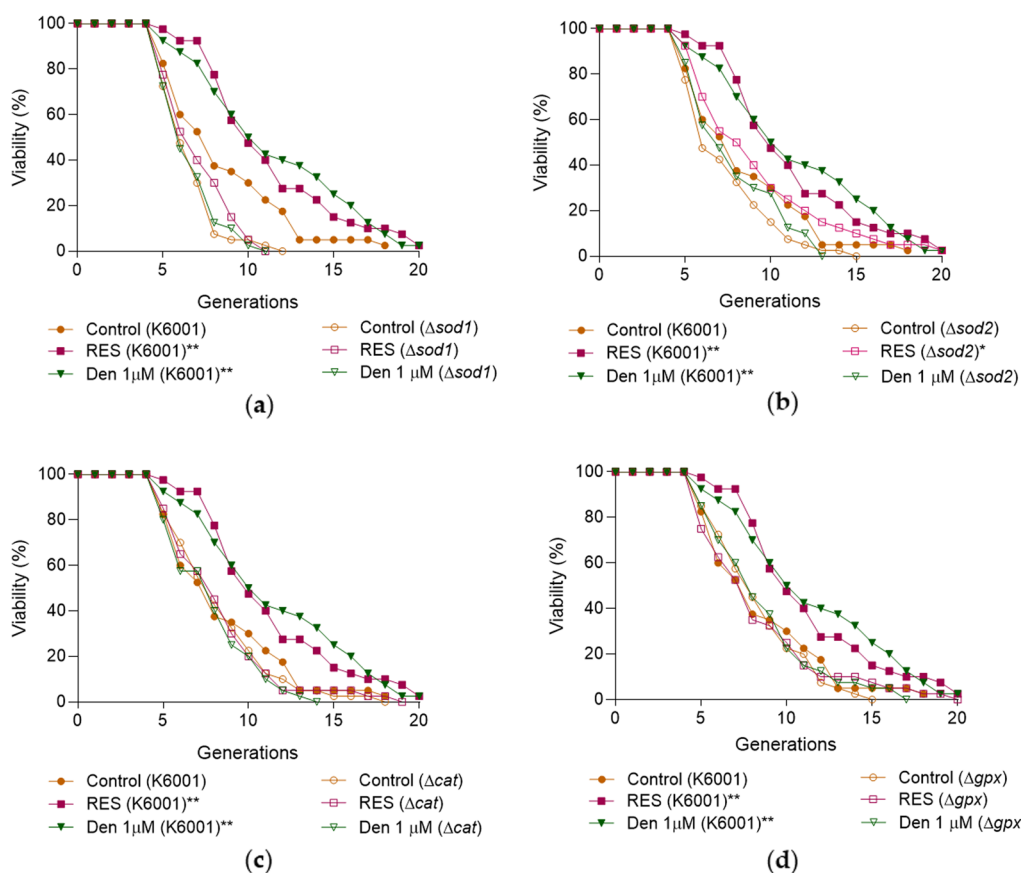 100
80
60
40
20
0
Viability (%)
0 5 10 15 20
Generations
Control (K6001) Control (Δsod1)
RES (K6001)** RES (Δsod1)
Den 1μM (K6001)** Den 1 μM (Δsod1)
(a)
100
80
60
40
20
0
Viability (%)
0 5 10 15 20
Generations
Control (K6001) Control (Δsod2)
RES (K6001)** RES (Δsod2)*
Den 1μM (K6001)** Den 1 μM (Δsod2)
(b)
100
80
60
40
20
0
Viability (%)
0 5 10 15 20
Generations
Control (K6001) Control (Δcat)
RES (K6001)** RES (Δcat)
Den 1μM (K6001)** Den 1 μM (Δcat)
(c)
100
80
60
40
20
0
Viability (%)
0 5 10 15 20
Generations
Control (K6001) Control (Δgpx)
RES (K6001)** RES (Δgpx)
Den 1μM (K6001)** Den 1 μM (Δgpx)
(d)